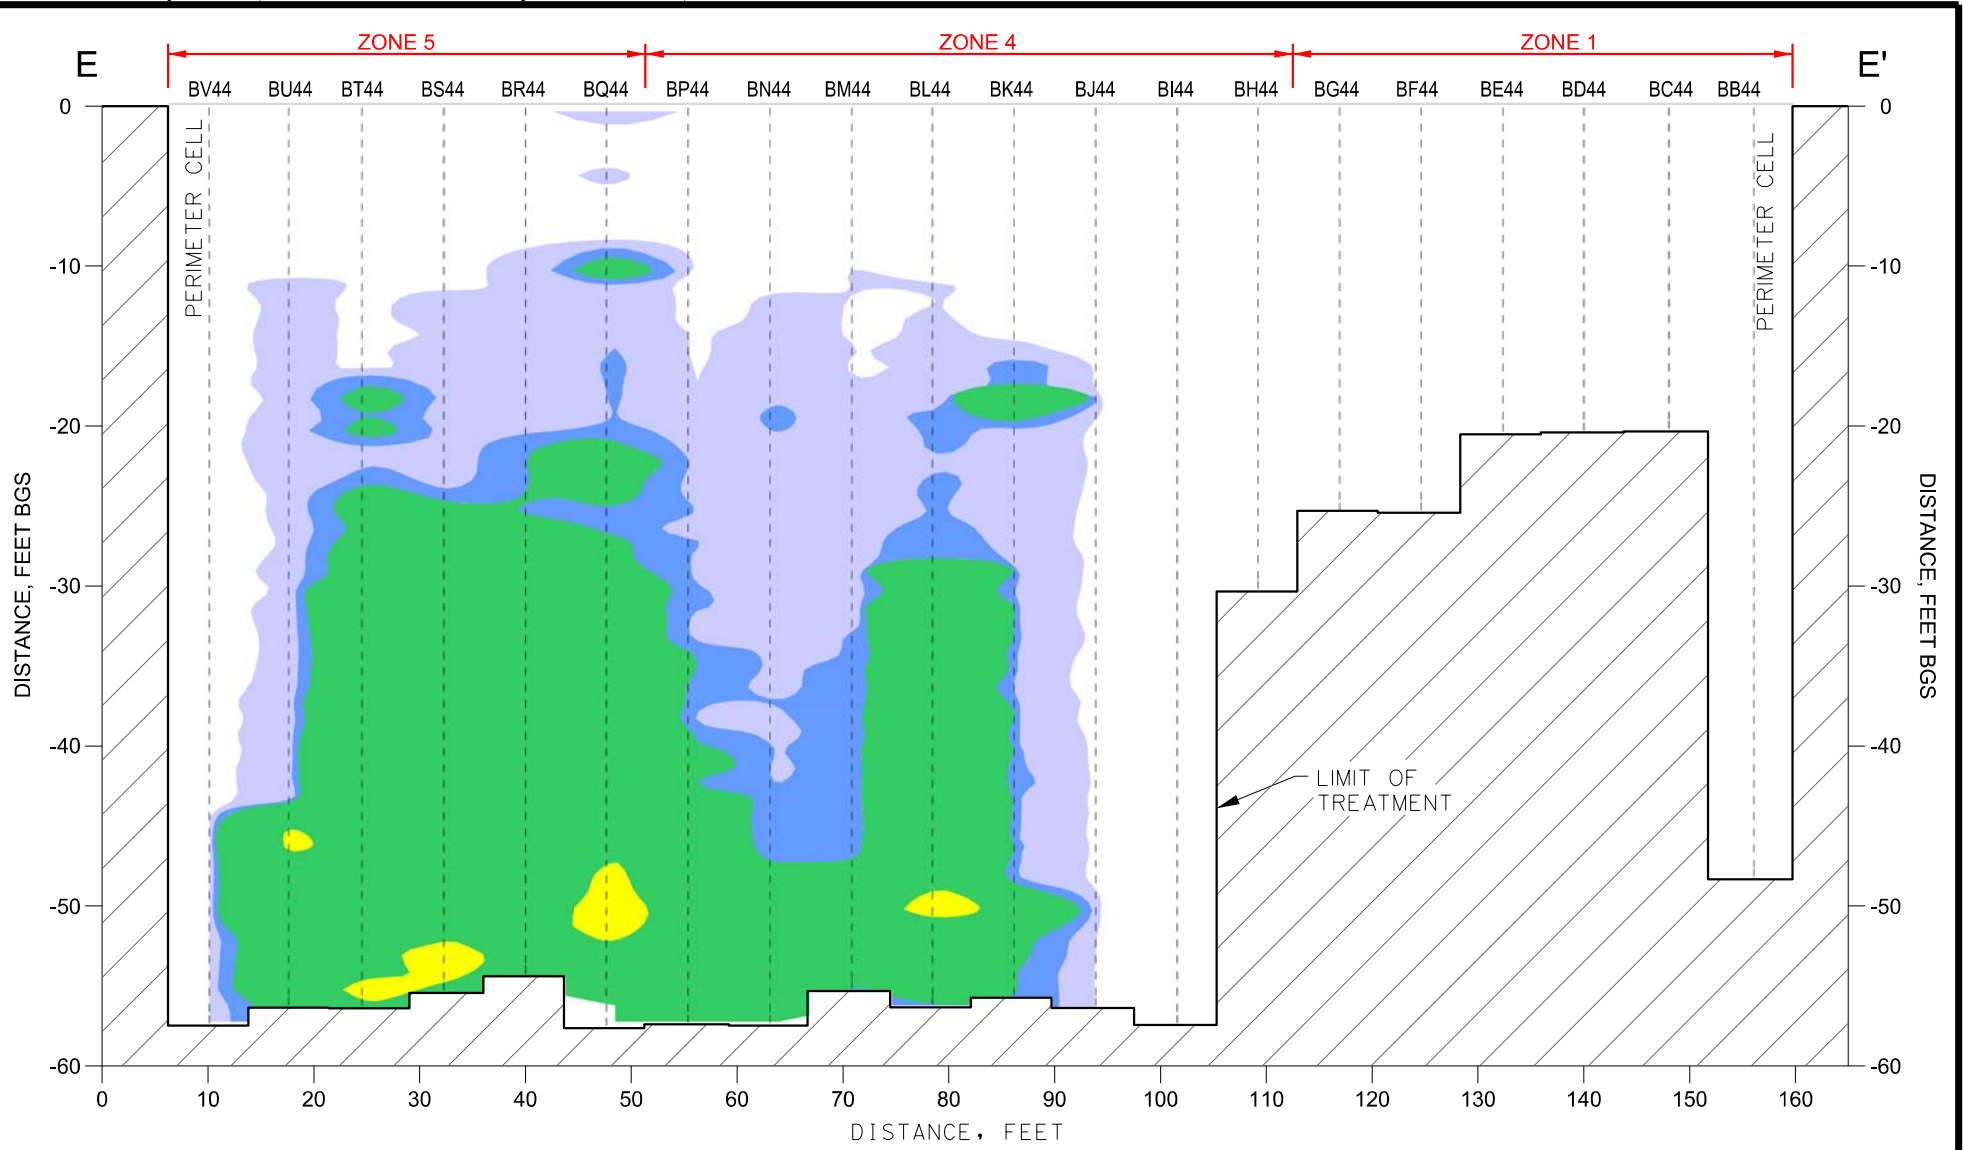 ZONE 5 ZONE 4 ZONE 1
E E'
BV44 BU44 BT44 BS44 BR44 BQ44 BP44 BN44 BM44 BL44 BK44 BJ44 BI44 BH44 BG44 BF44 BE44 BD44 BC44 BB44
0 0
PERIMETER CELL
PERIMETER CELL
-10 -10
-20 -20
DISTANCE, FEET BGS
DISTANCE, FEET BGS
-30 -30
-40 -40
LIMIT OF
TREATMENT
-50 -50
-60 -60
0 10 20 30 40 50 60 70 80 90 100 110 120 130 140 150 160
DISTANCE, FEET